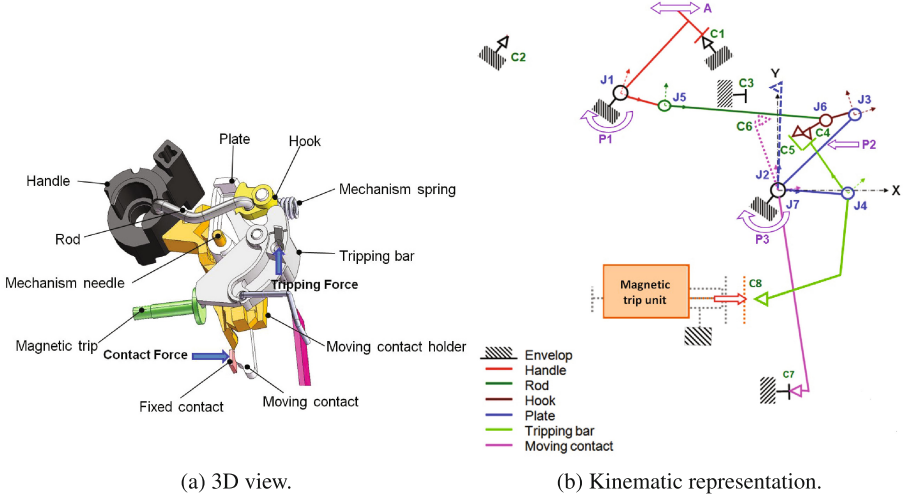 Plate
Hook
Handle
Mechanism spring
Rod
Tripping bar
Mechanism needle
Tripping Force
Magnetic trip
Moving contact holder
Contact Force
Fixed contact
Moving contact
(a) 3D view.
A
C1
C2
J1
C3
Y
J3
J5
J6
C6
C4
P1
C5
P2
J2
X
J7
J4
P3
Magnetic
trip unit
C8
C7
Envelop
Handle
Rod
Hook
Plate
Tripping bar
Moving contact
(b) Kinematic representation.